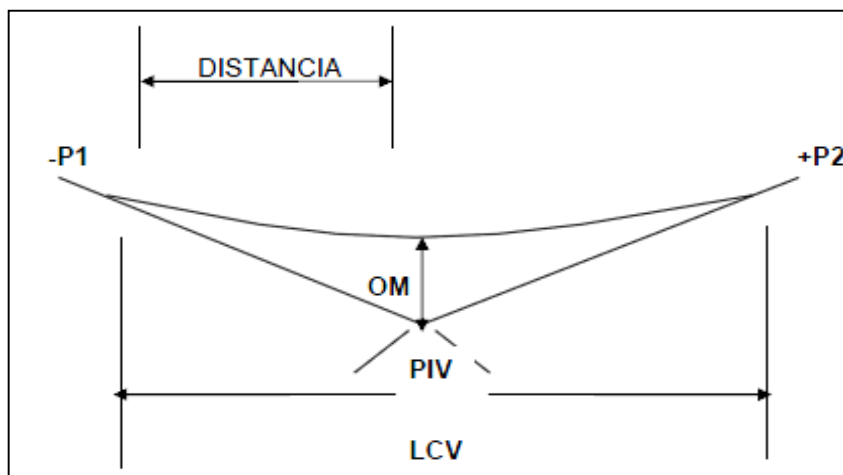 DISTANCIA
-P1
+P2
OM
PIV
LCV